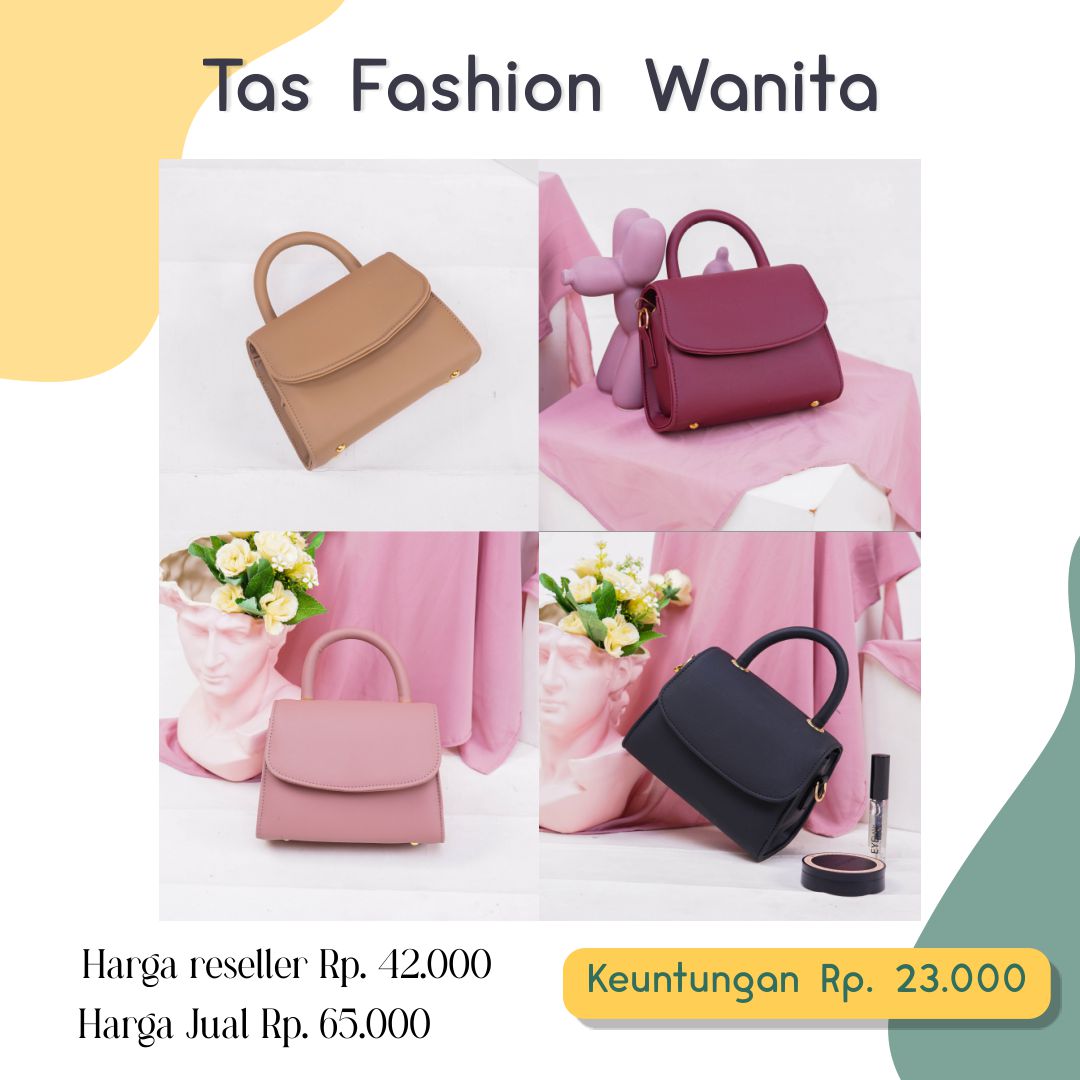 Tas Fashion Wanita
Harga reseller Rp. 42.000
Harga Jual Rp. 65.000
Keuntungan Rp. 23.000